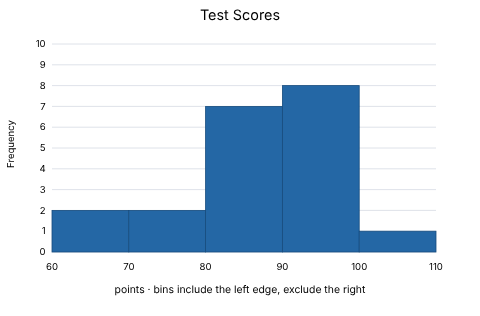 Test Scores
Frequency
10
9
8
7
6
5
4
3
2
1
0
60 70 80 90 100 110
points · bins include the left edge, exclude the right